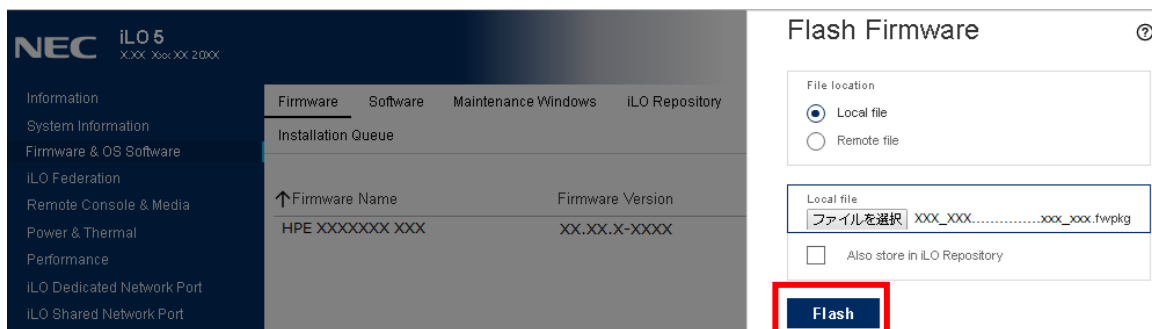 NEC iLO 5
X.XX Xxx XX 20XX
Information
System Information
Firmware & OS Software
iLO Federation
Remote Console & Media
Power & Thermal
Performance
iLO Dedicated Network Port
iLO Shared Network Port
Firmware Software Maintenance Windows iLO Repository
Installation Queue
↑Firmware Name Firmware Version
HPE XXXXXXX XXX XX.XX.X-XXXX
Flash Firmware ?
File location
Local file
Remote file
Local file
ファイルを選択 XXX_XXX...............xxx_xxx.fwpkg
Also store in iLO Repository
Flash